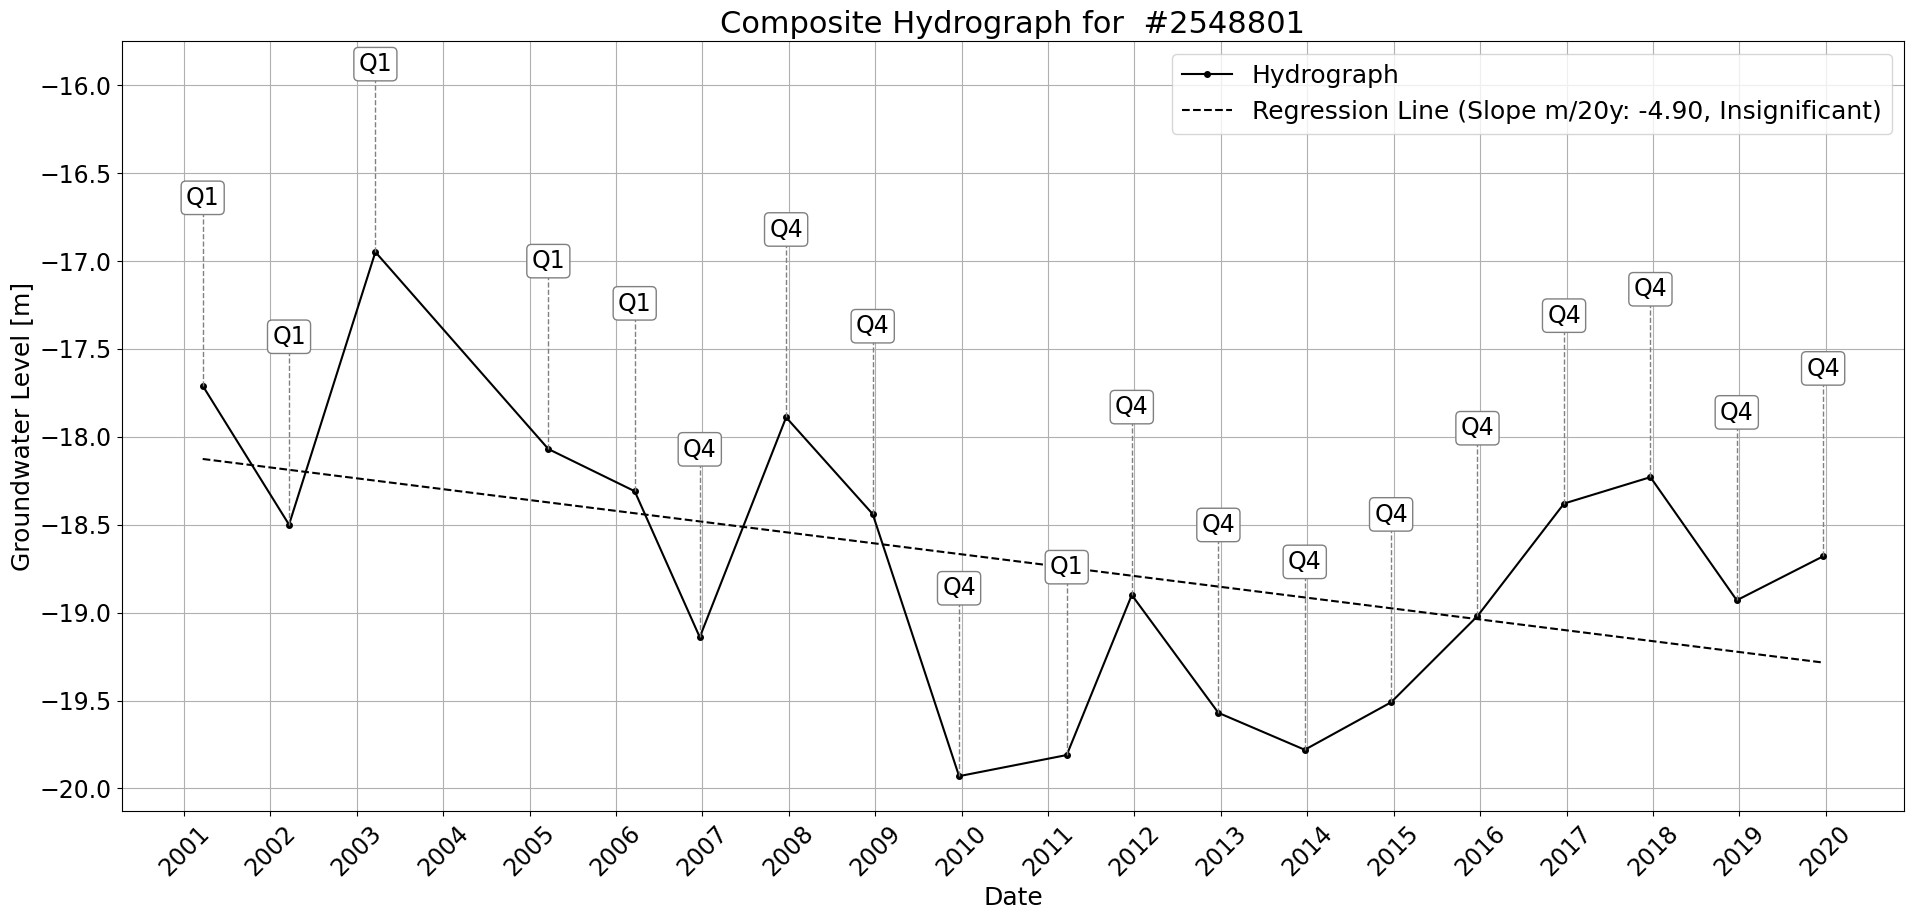 Composite Hydrograph for  #2548801
Hydrograph
Regression Line (Slope m/20y: -4.90, Insignificant)
Groundwater Level [m]
−16.0
−16.5
−17.0
−17.5
−18.0
−18.5
−19.0
−19.5
−20.0
Q1
Q1
Q1
Q1
Q1
Q4
Q4
Q4
Q4
Q1
Q4
Q4
Q4
Q4
Q4
Q4
Q4
Q4
Q4
2001
2002
2003
2004
2005
2006
2007
2008
2009
2010
2011
2012
2013
2014
2015
2016
2017
2018
2019
2020
Date